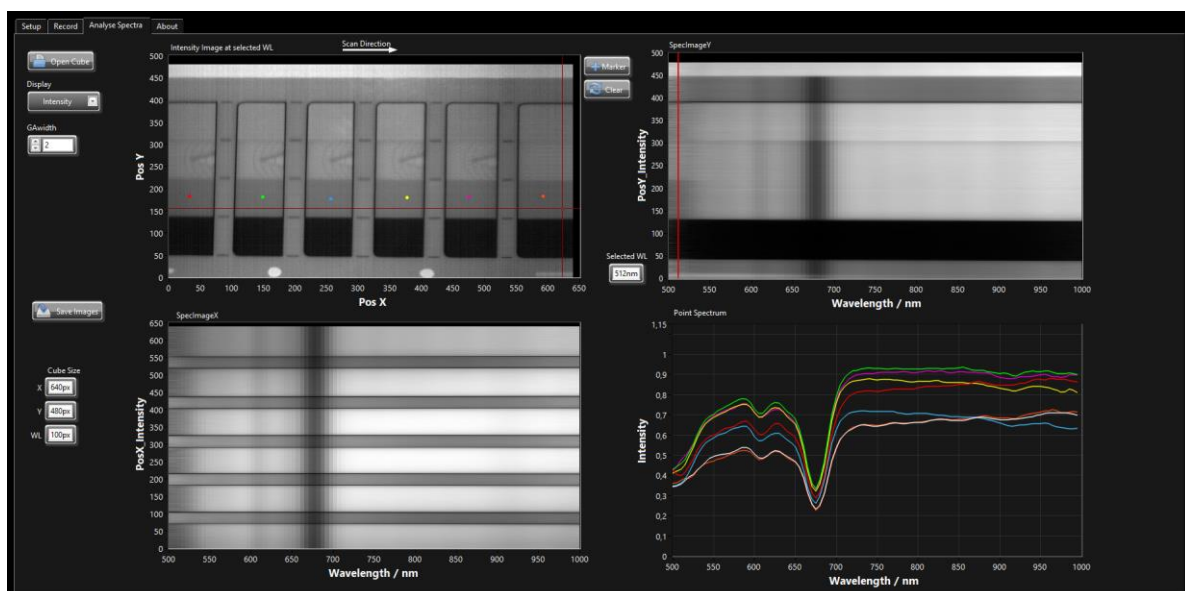 Setup Record Analyse Spectra About
Open Cube
Display
Intensity
GAwidth
2
Intensity Image at selected WL
Scan Direction
500
450
400
350
300
250
200
150
100
50
0
Pos Y
0 50 100 150 200 250 300 350 400 450 500 550 600 650
Pos X
Marker
Clear
SpecImageY
500
450
400
350
300
250
200
150
100
50
0
PosY_Intensity
500 550 600 650 700 750 800 850 900 950 1000
Wavelength / nm
Selected WL
512nm
Save Images
Cube Size
X 640px
Y 480px
WL 100px
SpecImageX
650
600
550
500
450
400
350
300
250
200
150
100
50
0
PosX_Intensity
500 550 600 650 700 750 800 850 900 950 1000
Wavelength / nm
Point Spectrum
1,15
1
0,9
0,8
0,7
0,6
0,5
0,4
0,3
0,2
0,1
0
Intensity
500 550 600 650 700 750 800 850 900 950 1000
Wavelength / nm